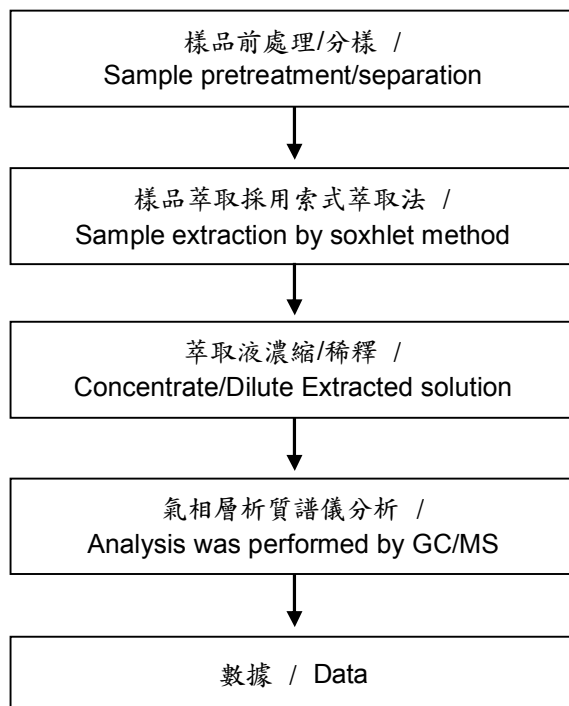 樣品前處理/分樣 /
Sample pretreatment/separation
樣品萃取採用索式萃取法 /
Sample extraction by soxhlet method
萃取液濃縮/稀釋 /
Concentrate/Dilute Extracted solution
氣相層析質譜儀分析 /
Analysis was performed by GC/MS
數據 / Data